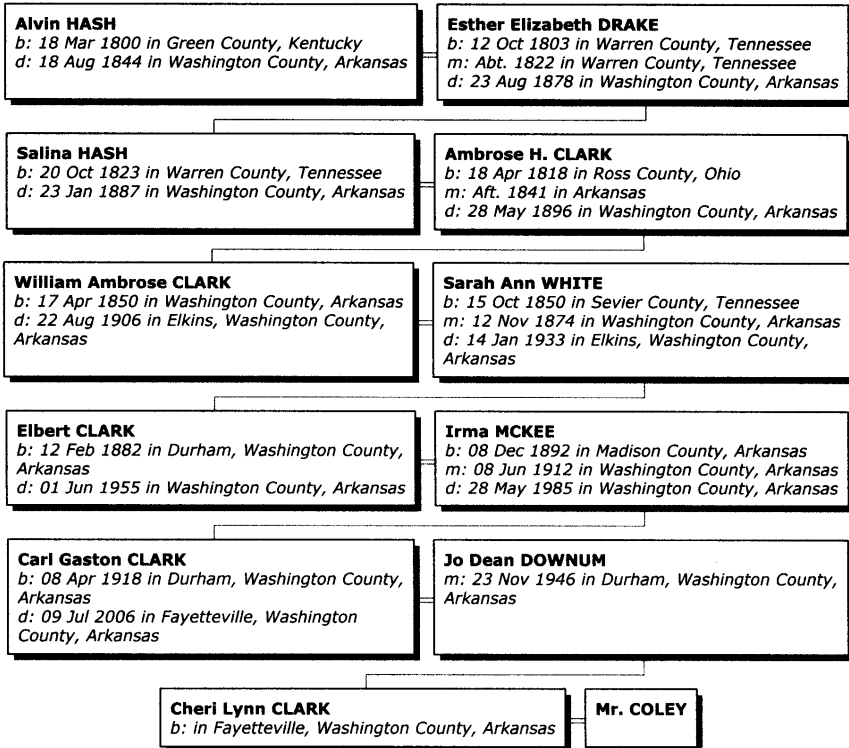 Alvin HASH
b: 18 Mar 1800 in Green County, Kentucky
d: 18 Aug 1844 in Washington County, Arkansas
Esther Elizabeth DRAKE
b: 12 Oct 1803 in Warren County, Tennessee
m: Abt. 1822 in Warren County, Tennessee
d: 23 Aug 1878 in Washington County, Arkansas
Salina HASH
b: 20 Oct 1823 in Warren County, Tennessee
d: 23 Jan 1887 in Washington County, Arkansas
Ambrose H. CLARK
b: 18 Apr 1818 in Ross County, Ohio
m: Aft. 1841 in Arkansas
d: 28 May 1896 in Washington County, Arkansas
William Ambrose CLARK
b: 17 Apr 1850 in Washington County, Arkansas
d: 22 Aug 1906 in Elkins, Washington County,
Arkansas
Sarah Ann WHITE
b: 15 Oct 1850 in Sevier County, Tennessee
m: 12 Nov 1874 in Washington County, Arkansas
d: 14 Jan 1933 in Elkins, Washington County,
Arkansas
Elbert CLARK
b: 12 Feb 1882 in Durham, Washington County,
Arkansas
d: 01 Jun 1955 in Washington County, Arkansas
Irma MCKEE
b: 08 Dec 1892 in Madison County, Arkansas
m: 08 Jun 1912 in Washington County, Arkansas
d: 28 May 1985 in Washington County, Arkansas
Carl Gaston CLARK
b: 08 Apr 1918 in Durham, Washington County,
Arkansas
d: 09 Jul 2006 in Fayetteville, Washington
County, Arkansas
Jo Dean DOWNUM
m: 23 Nov 1946 in Durham, Washington County,
Arkansas
Cheri Lynn CLARK
b: in Fayetteville, Washington County, Arkansas
Mr. COLEY